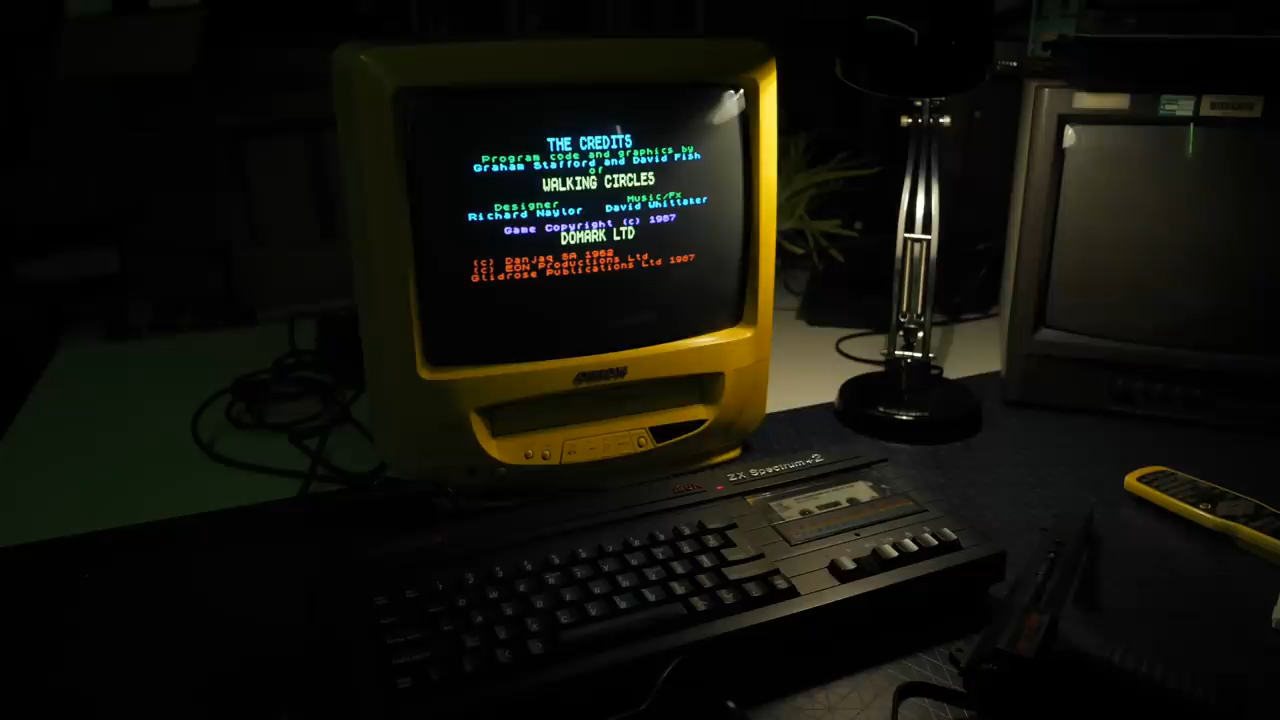 THE CREDITS
Program code and graphics by
Graham Stafford and David Fish
of
WALKING CIRCLES
Designer Music/Fx
Richard Naylor David Whittaker
Game Copyright (c) 1987
DOMARK LTD
(c) Danjaq SA 1962
(c) EON Productions Ltd
Glidrose Publications Ltd 1987
ZX Spectrum+2